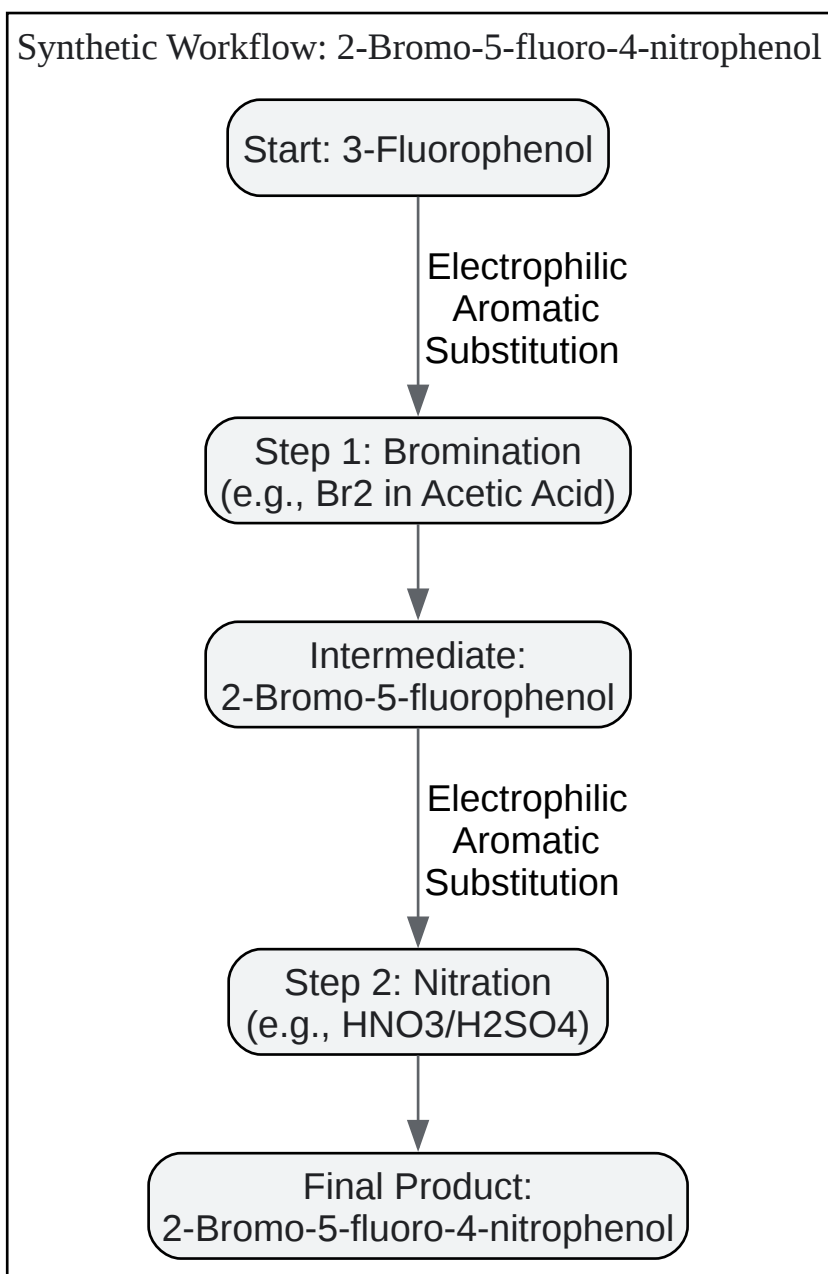 Synthetic Workflow: 2-Bromo-5-fluoro-4-nitrophenol
Start: 3-Fluorophenol
Electrophilic
Aromatic
Substitution
Step 1: Bromination
(e.g., Br2 in Acetic Acid)
Intermediate:
2-Bromo-5-fluorophenol
Electrophilic
Aromatic
Substitution
Step 2: Nitration
(e.g., HNO3/H2SO4)
Final Product:
2-Bromo-5-fluoro-4-nitrophenol